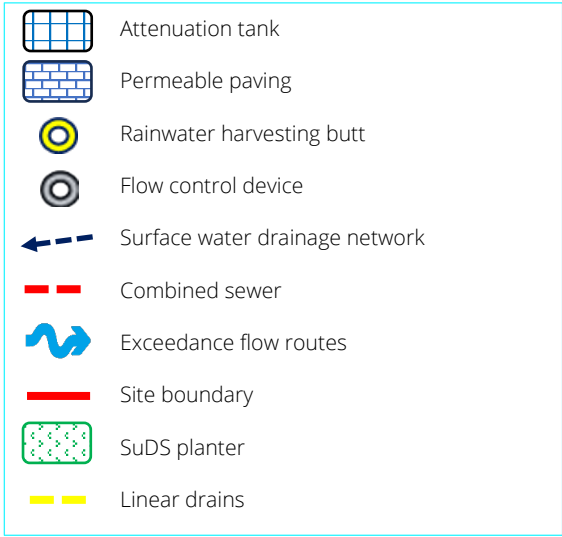 Attenuation tank
Permeable paving
Rainwater harvesting butt
Flow control device
Surface water drainage network
Combined sewer
Exceedance flow routes
Site boundary
SuDS planter
Linear drains